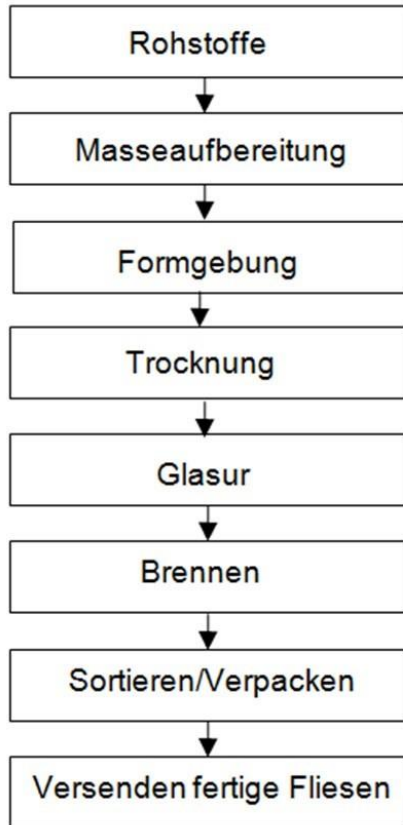 Rohstoffe
Masseaufbereitung
Formgebung
Trocknung
Glasur
Brennen
Sortieren/Verpacken
Versenden fertige Fliesen